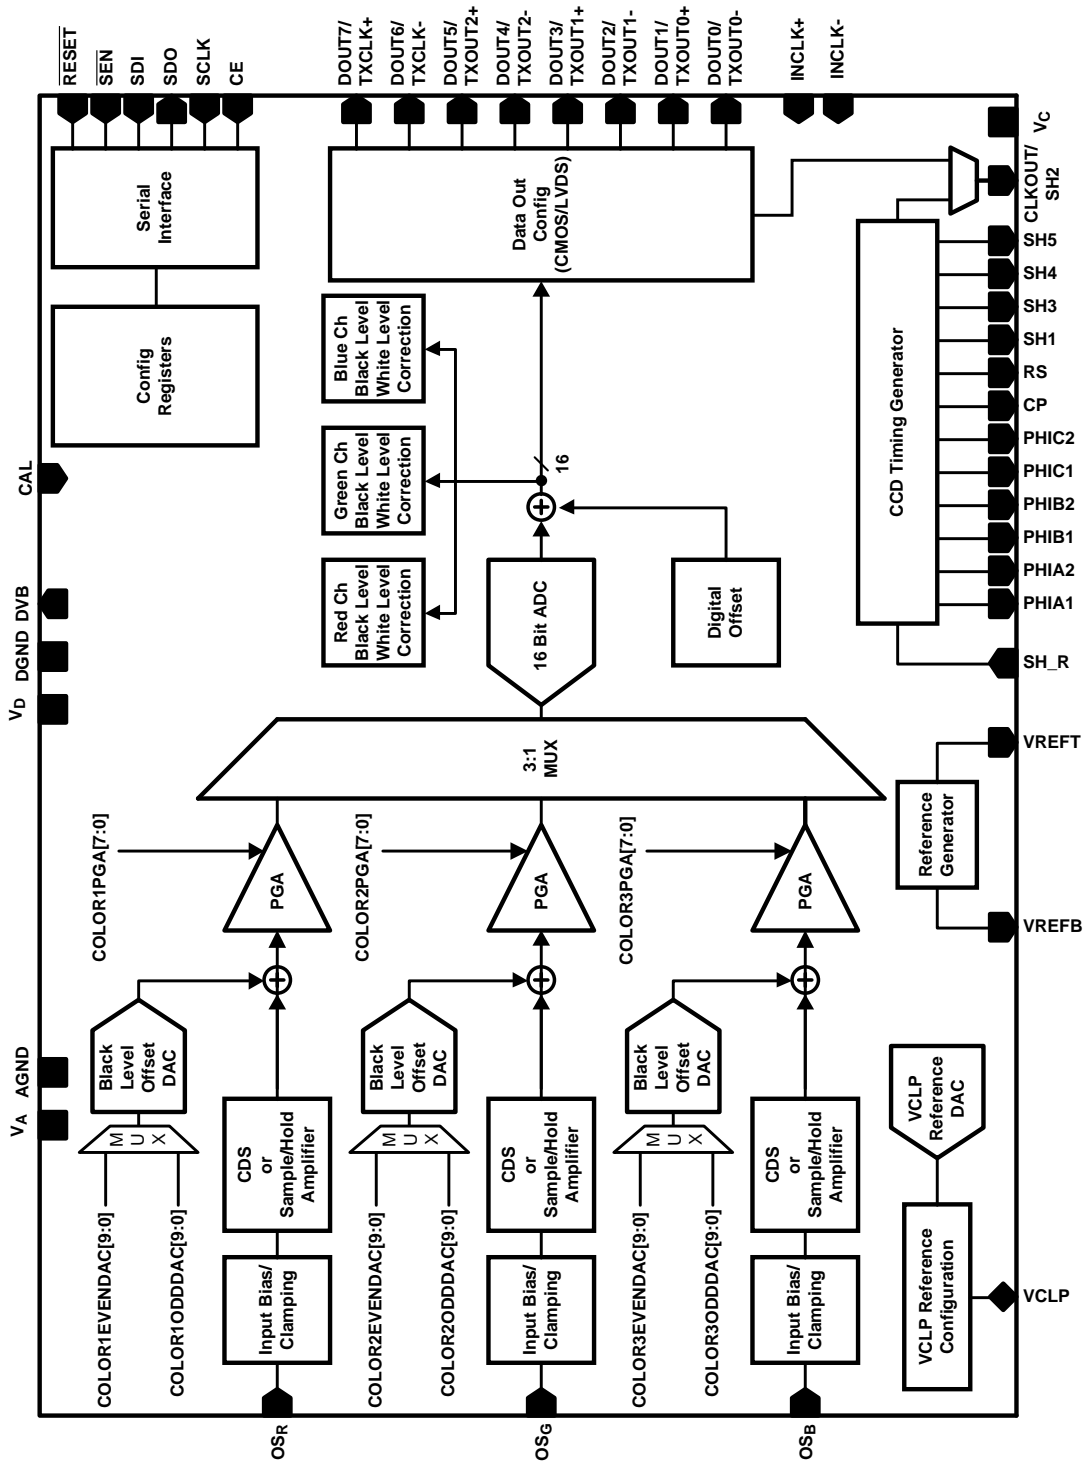 RESET
SEN
SDI
SDO
SCLK
CE
DOUT7/
TXCLK+
DOUT6/
TXCLK-
DOUT5/
TXOUT2+
DOUT4/
TXOUT2-
DOUT3/
TXOUT1+
DOUT2/
TXOUT1-
DOUT1/
TXOUT0+
DOUT0/
TXOUT0-
INCLK+
INCLK-
Serial
Interface
Config
Registers
Data Out
Config
(CMOS/LVDS)
VC
CLKOUT/
SH2
SH5
SH4
SH3
SH1
RS
CP
PHIC2
PHIC1
PHIB2
PHIB1
PHIA2
PHIA1
SH_R
CCD Timing Generator
CAL
DVB
DGND
VD
AGND
VA
Blue Ch
Black Level
White Level
Correction
Green Ch
Black Level
White Level
Correction
Red Ch
Black Level
White Level
Correction
16
16 Bit ADC
Digital
Offset
3:1
MUX
COLOR1PGA[7:0]
PGA
COLOR2PGA[7:0]
PGA
COLOR3PGA[7:0]
PGA
Reference
Generator
VREFT
VREFB
Black
Level
Offset
DAC
M
U
X
Black
Level
Offset
DAC
M
U
X
Black
Level
Offset
DAC
M
U
X
CDS
or
Sample/Hold
Amplifier
CDS
or
Sample/Hold
Amplifier
CDS
or
Sample/Hold
Amplifier
VCLP
Reference
DAC
COLOR1EVENDAC[9:0]
COLOR1ODDDAC[9:0]
COLOR2EVENDAC[9:0]
COLOR2ODDDAC[9:0]
COLOR3EVENDAC[9:0]
COLOR3ODDDAC[9:0]
Input Bias/
Clamping
Input Bias/
Clamping
Input Bias/
Clamping
VCLP Reference
Configuration
VCLP
OSR
OSG
OSB